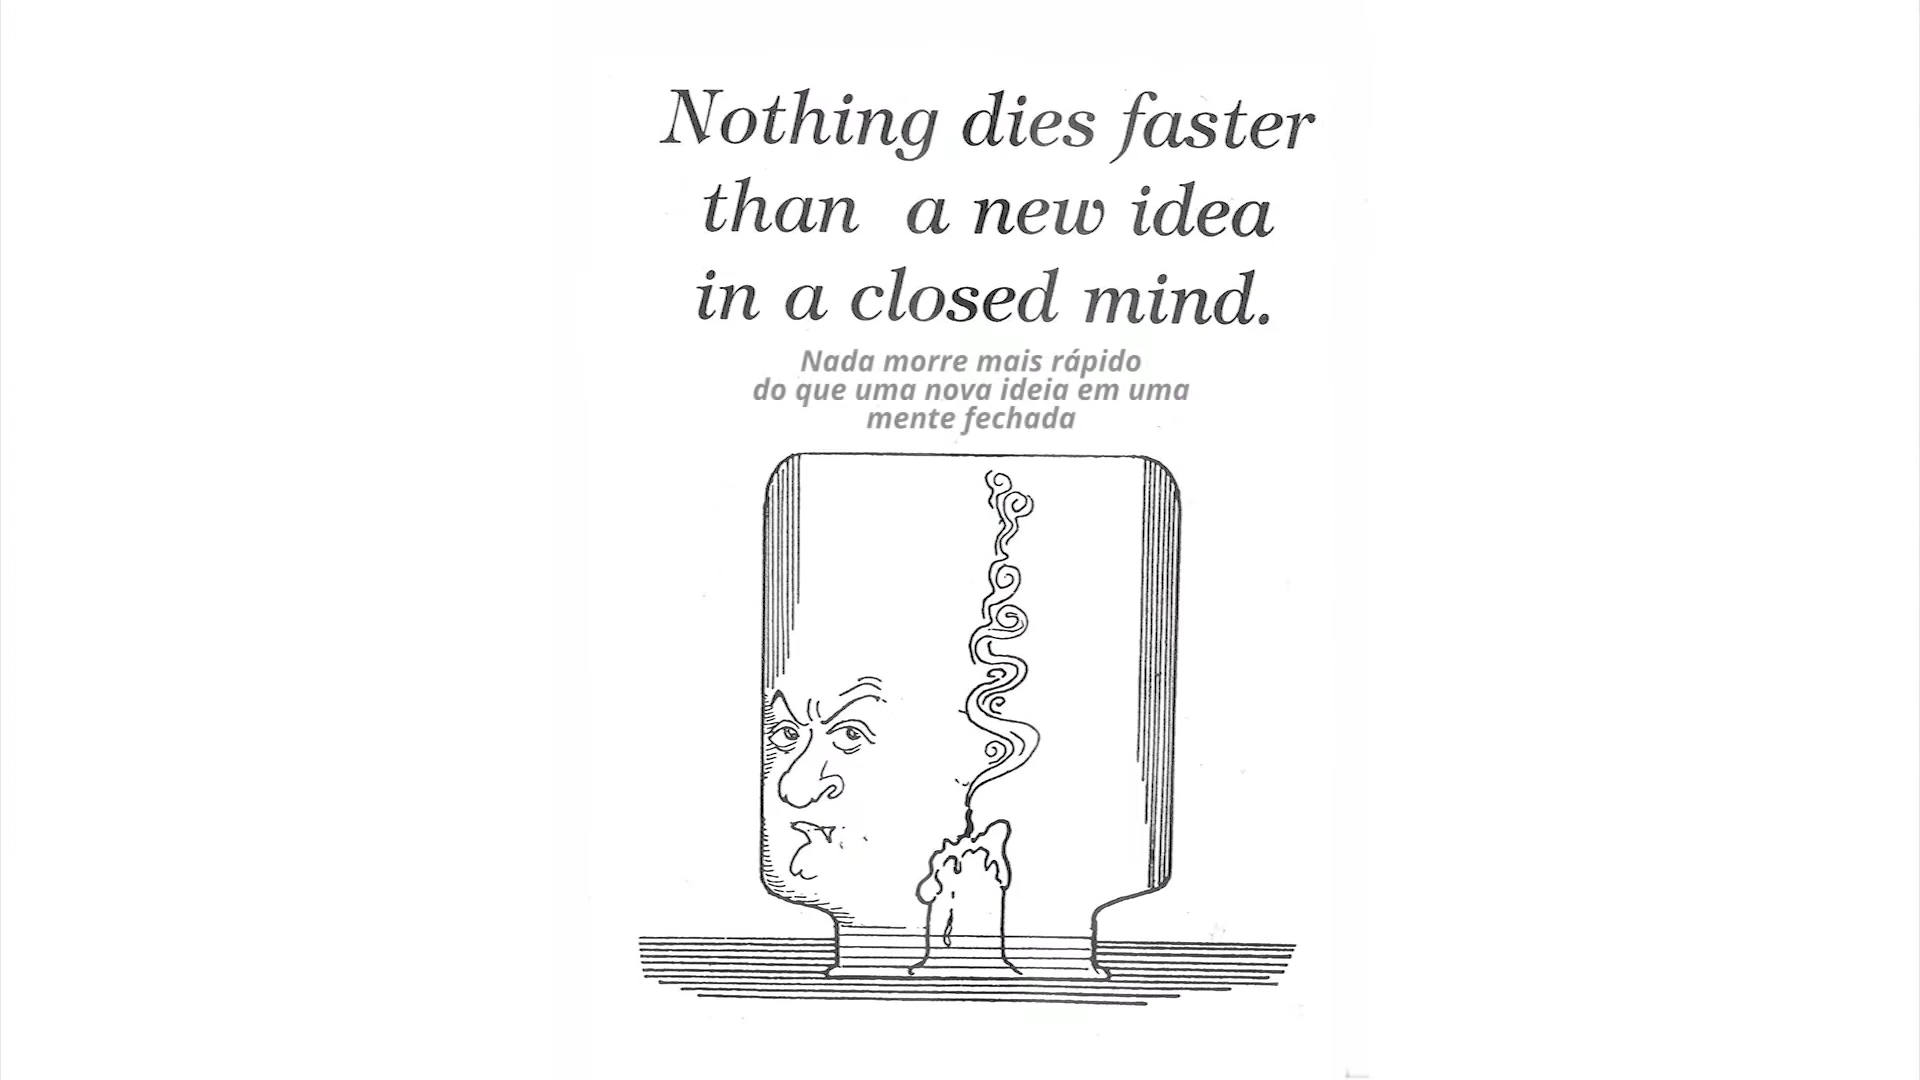 Nothing dies faster
than a new idea
in a closed mind.
Nada morre mais rápido
do que uma nova ideia em uma
mente fechada